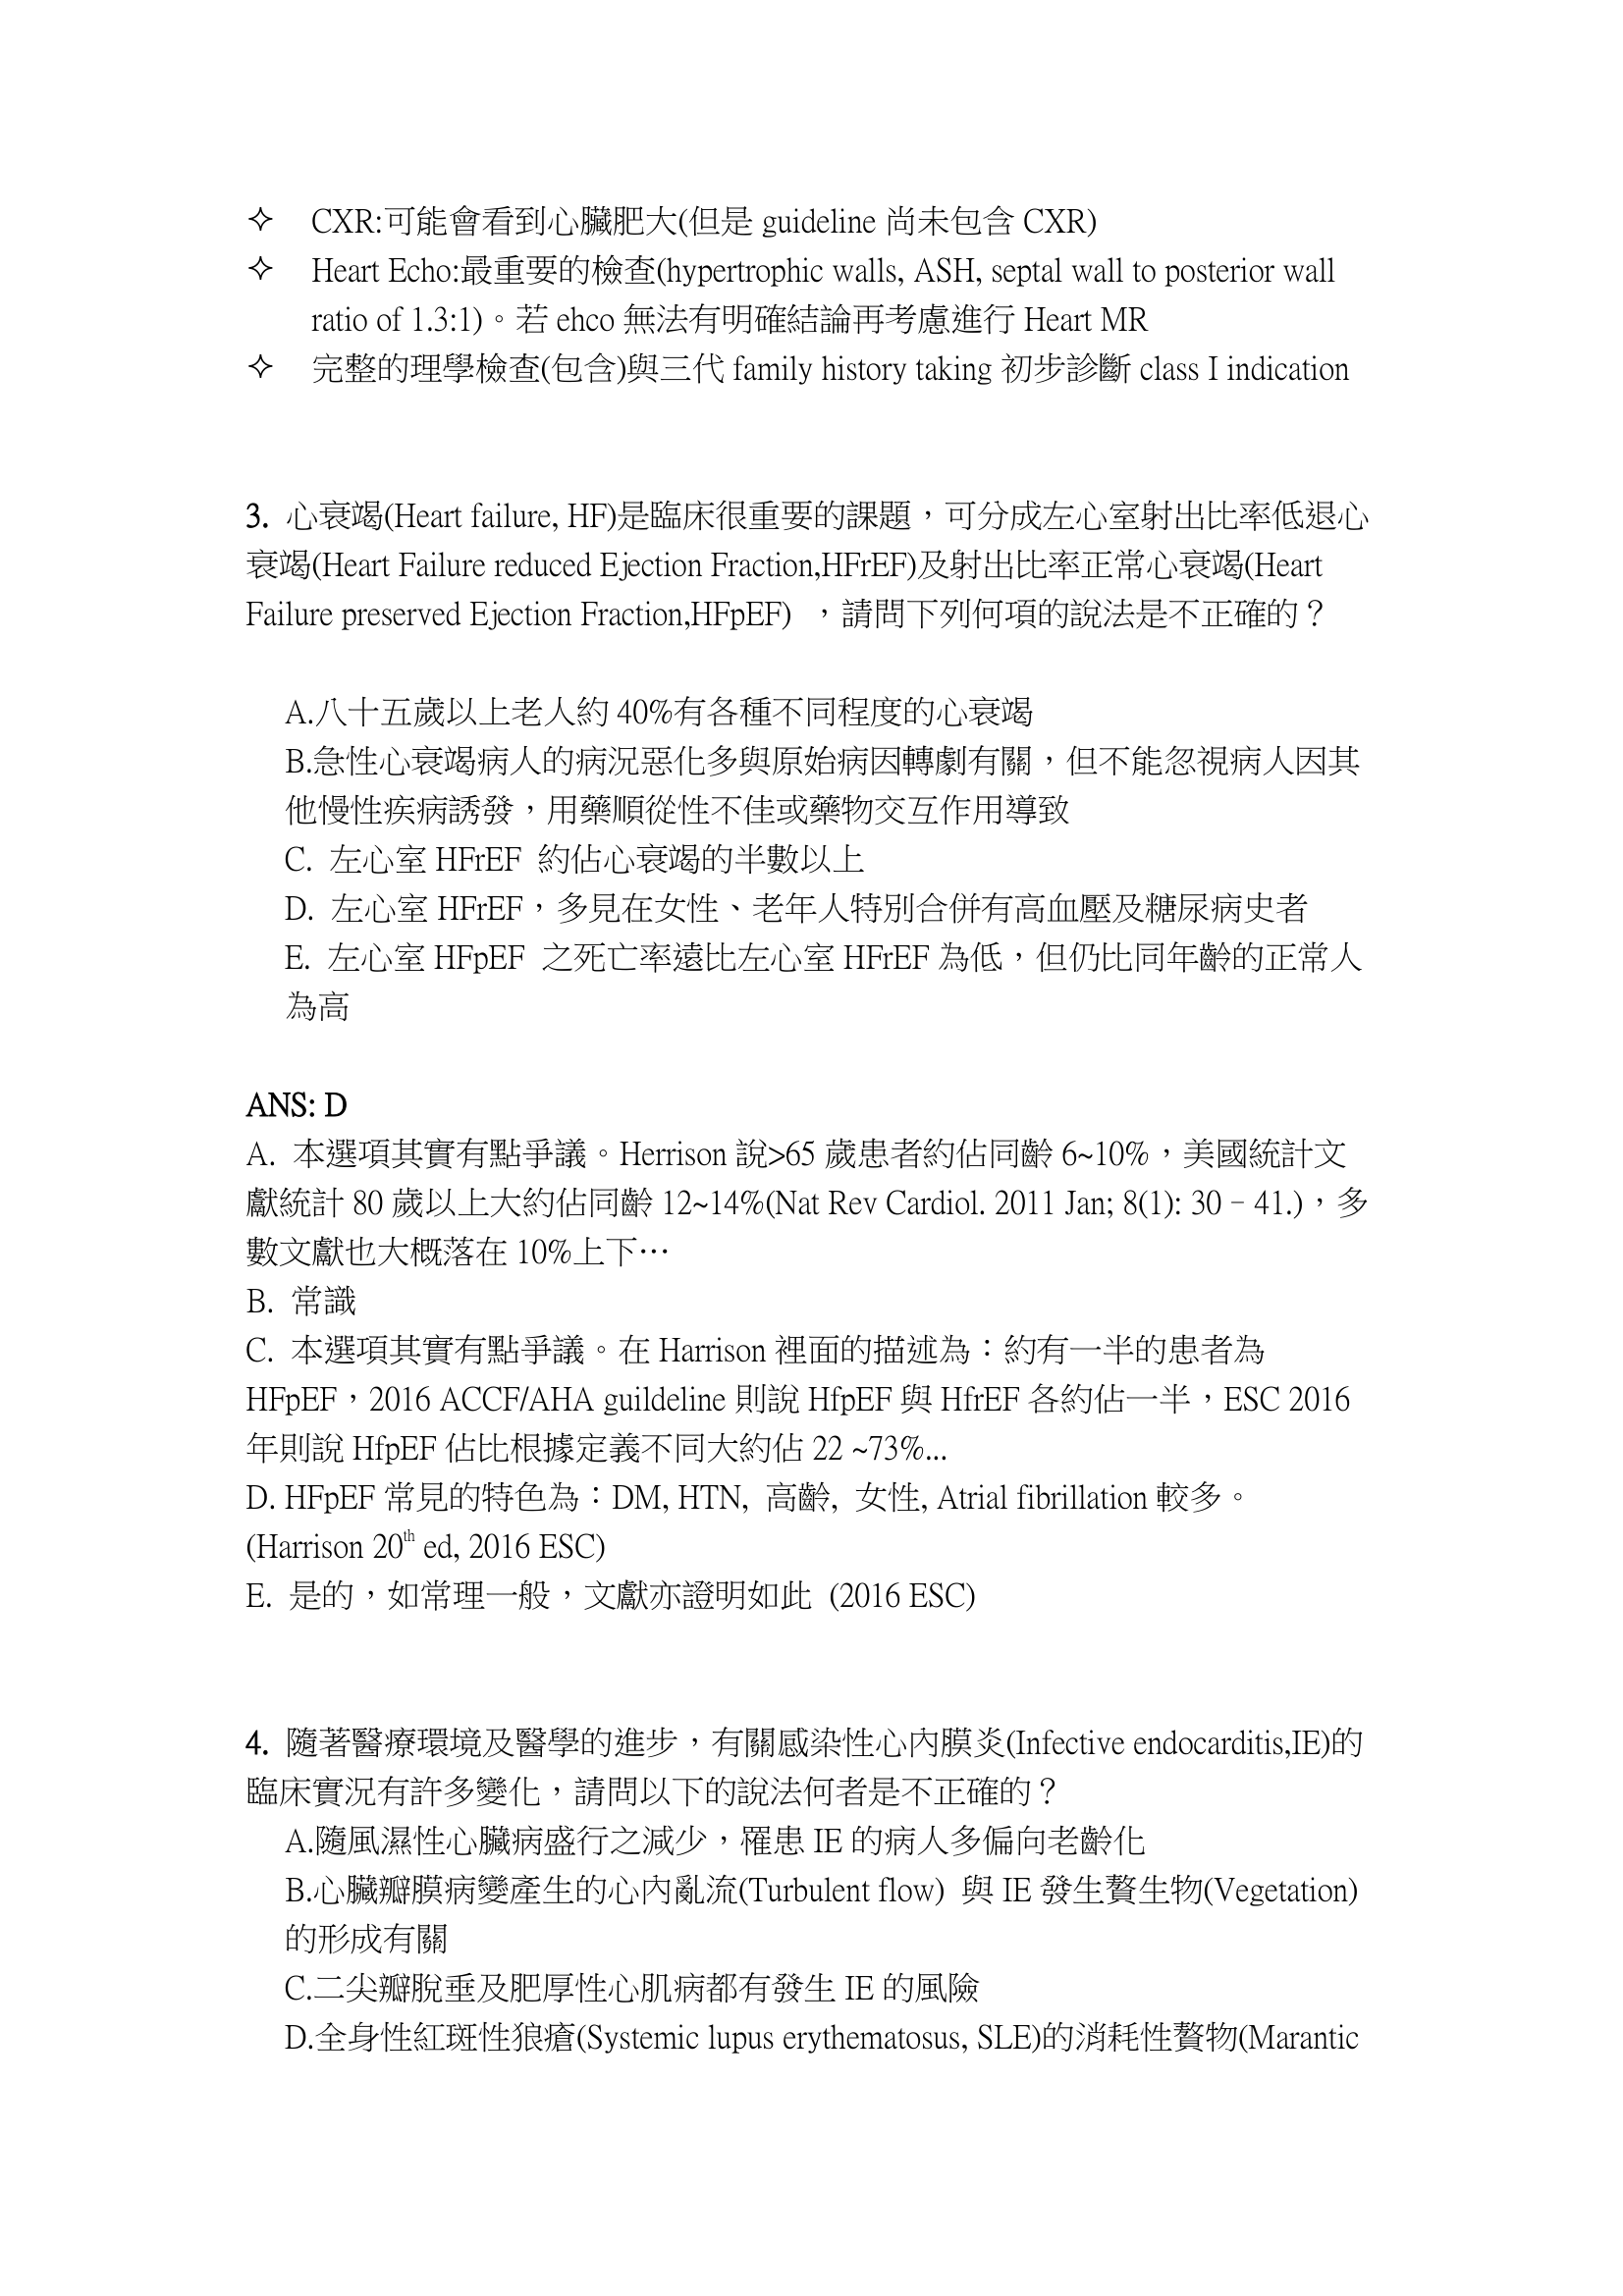 ✧ CXR:可能會看到心臟肥大(但是 guideline 尚未包含 CXR)
✧ Heart Echo:最重要的檢查(hypertrophic walls, ASH, septal wall to posterior wall
ratio of 1.3:1)。若 ehco 無法有明確結論再考慮進行 Heart MR
✧ 完整的理學檢查(包含)與三代 family history taking 初步診斷 class I indication
3. 心衰竭(Heart failure, HF)是臨床很重要的課題，可分成左心室射出比率低退心
衰竭(Heart Failure reduced Ejection Fraction,HFrEF)及射出比率正常心衰竭(Heart
Failure preserved Ejection Fraction,HFpEF) ，請問下列何項的說法是不正確的？
A.八十五歲以上老人約 40%有各種不同程度的心衰竭
B.急性心衰竭病人的病況惡化多與原始病因轉劇有關，但不能忽視病人因其
他慢性疾病誘發，用藥順從性不佳或藥物交互作用導致
C. 左心室 HFrEF 約佔心衰竭的半數以上
D. 左心室 HFrEF，多見在女性、老年人特別合併有高血壓及糖尿病史者
E. 左心室 HFpEF 之死亡率遠比左心室 HFrEF 為低，但仍比同年齡的正常人
為高
ANS: D
A. 本選項其實有點爭議。Herrison 說>65 歲患者約佔同齡 6~10%，美國統計文
獻統計 80 歲以上大約佔同齡 12~14%(Nat Rev Cardiol. 2011 Jan; 8(1): 30–41.)，多
數文獻也大概落在 10%上下…
B. 常識
C. 本選項其實有點爭議。在 Harrison 裡面的描述為：約有一半的患者為
HFpEF，2016 ACCF/AHA guildeline 則說 HfpEF 與 HfrEF 各約佔一半，ESC 2016
年則說 HfpEF 佔比根據定義不同大約佔 22 ~73%...
D. HFpEF 常見的特色為：DM, HTN, 高齡, 女性, Atrial fibrillation 較多。
(Harrison 20th ed, 2016 ESC)
E. 是的，如常理一般，文獻亦證明如此 (2016 ESC)
4. 隨著醫療環境及醫學的進步，有關感染性心內膜炎(Infective endocarditis,IE)的
臨床實況有許多變化，請問以下的說法何者是不正確的？
A.隨風濕性心臟病盛行之減少，罹患 IE 的病人多偏向老齡化
B.心臟瓣膜病變產生的心內亂流(Turbulent flow) 與 IE 發生贅生物(Vegetation)
的形成有關
C.二尖瓣脫垂及肥厚性心肌病都有發生 IE 的風險
D.全身性紅斑性狼瘡(Systemic lupus erythematosus, SLE)的消耗性贅物(Marantic